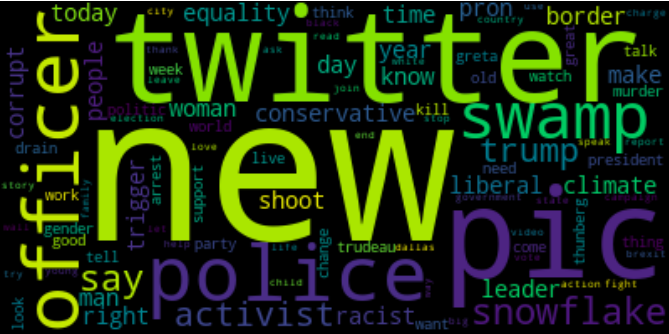 today
equality
think
time
pron
country
use
charge
city
black
border
thank
read
year
greta
great
talk
twitter
officer
corrupt
people
week
ask
day
know
old
watch
make
murder
leave
join
white
politic
woman
conservative
kill
swamp
election
world
end
stop
speak
report
drain
love
new
trump
president
live
need
story
work
family
trigger
arrest
support
shoot
liberal
climate
gender
government
state
campaign
wall
good
pic
help
party
life
change
trudeau
dallas
video
come
vote
thunberg
thing
brexit
tell
police
try
young
say
child
leader
action
fight
look
man
right
activist
racist
want
big
snowflake